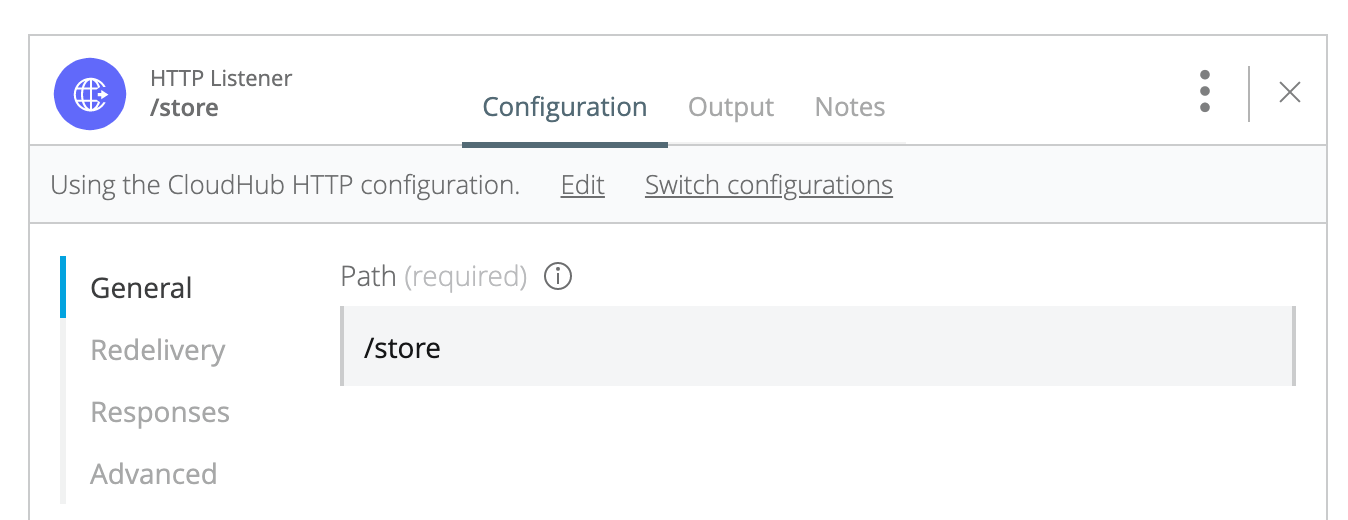 HTTP Listener
/store
Configuration Output Notes
Using the CloudHub HTTP configuration. Edit Switch configurations
General
Redelivery
Responses
Advanced
Path (required)
/store